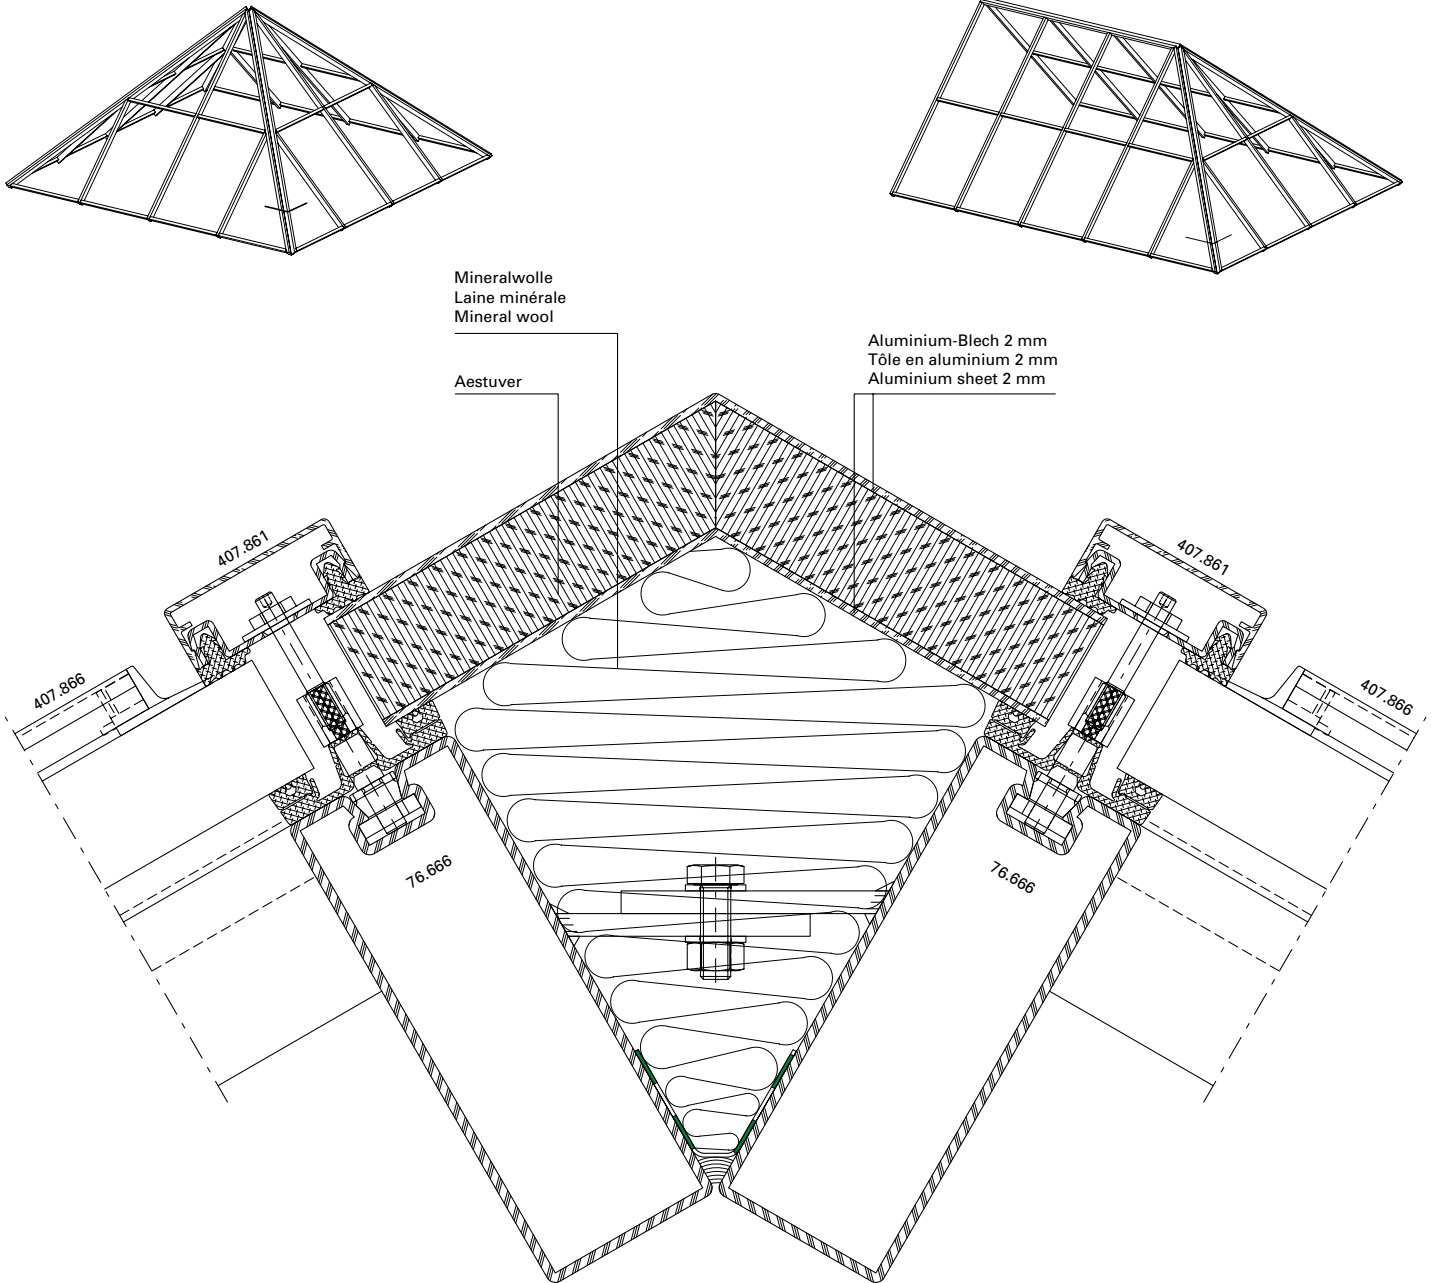 Mineralwolle
Laine minérale
Mineral wool
Aestuver
Aluminium-Blech 2 mm
Tôle en aluminium 2 mm
Aluminium sheet 2 mm
407.861
407.861
407.866
407.866
76.666
76.666